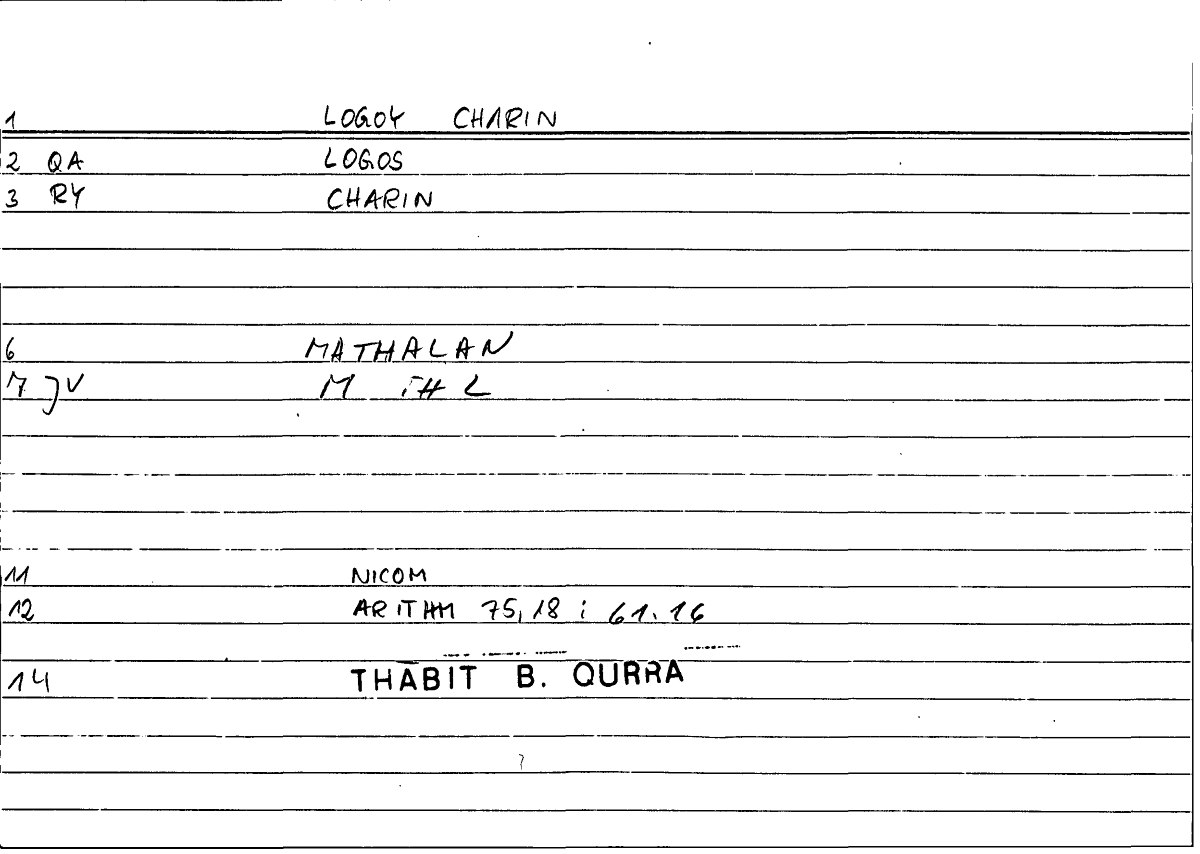 1 LOGOY CHARIN
2 QA LOGOS
3 RY CHARIN
6 MATHALAN
7 JV M TH L
11 NICOM
12 ARITHM 75,18 ; 61.16
14 THĀBIT B. QURRA